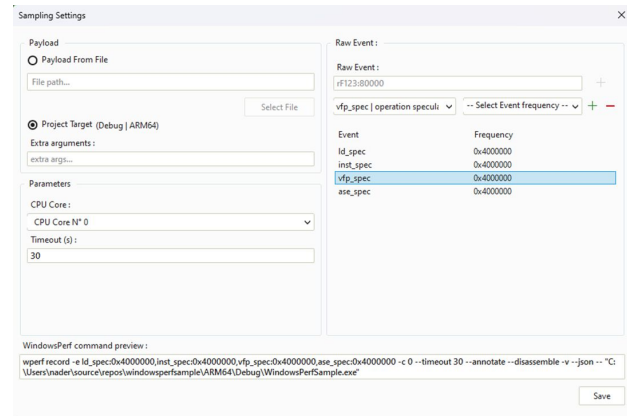 Sampling Settings
Payload
Payload From File
File path...
Select File
Project Target (Debug | ARM64)
Extra arguments :
extra args...
Parameters
CPU Core :
CPU Core N° 0
Timeout (s) :
30
Raw Event :
Raw Event :
rF123:80000
vfp_spec | operation specula
-- Select Event frequency --
Event Frequency
ld_spec 0x4000000
inst_spec 0x4000000
vfp_spec 0x4000000
ase_spec 0x4000000
WindowsPerf command preview :
wperf record -e ld_spec:0x4000000,inst_spec:0x4000000,vfp_spec:0x4000000,ase_spec:0x4000000 -c 0 --timeout 30 --annotate --disassemble -v --json -- "C:
\Users\nader\source\repos\windowsperfsample\ARM64\Debug\WindowsPerfSample.exe"
Save